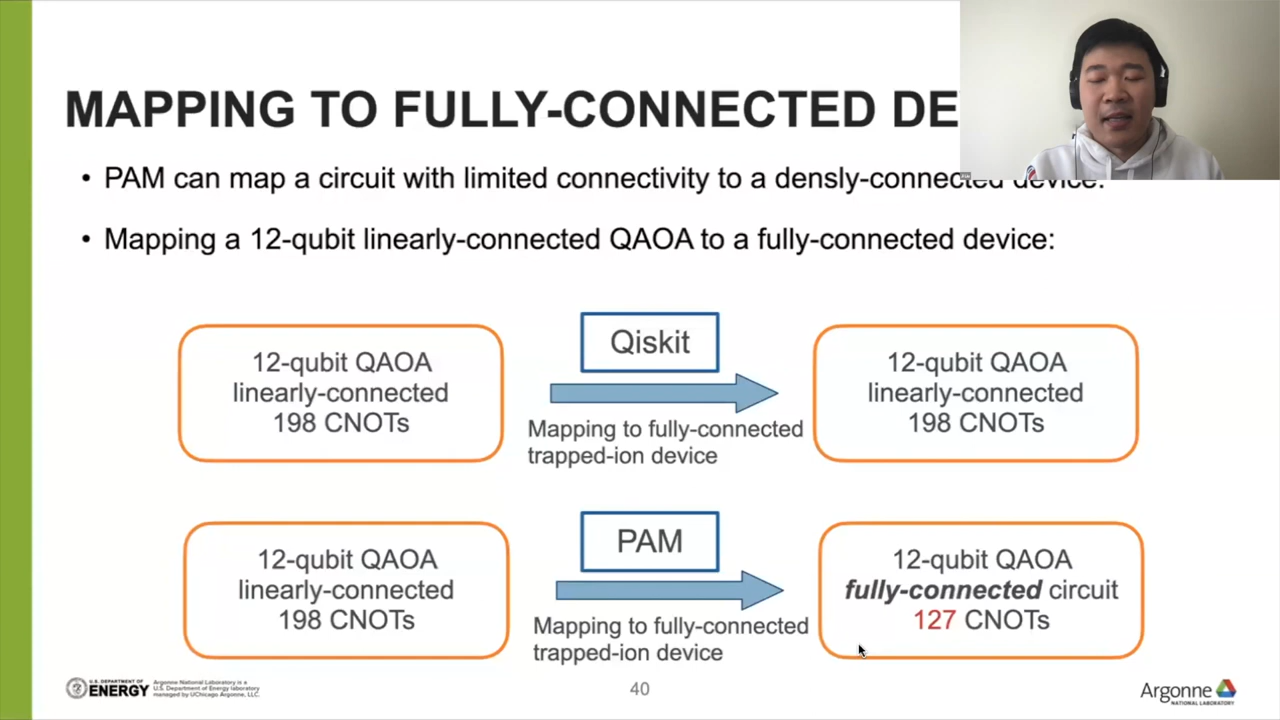 MAPPING TO FULLY-CONNECTED DE
• PAM can map a circuit with limited connectivity to a densly-connected device.
• Mapping a 12-qubit linearly-connected QAOA to a fully-connected device:
12-qubit QAOA
linearly-connected
198 CNOTs
Qiskit
Mapping to fully-connected
trapped-ion device
12-qubit QAOA
linearly-connected
198 CNOTs
12-qubit QAOA
linearly-connected
198 CNOTs
PAM
Mapping to fully-connected
trapped-ion device
12-qubit QAOA
fully-connected circuit
127 CNOTs
U.S. DEPARTMENT OF
ENERGY
Argonne National Laboratory is a
U.S. Department of Energy laboratory
managed by UChicago Argonne, LLC.
40
Argonne
NATIONAL LABORATORY